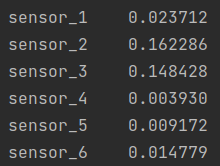 sensor_1    0.023712
sensor_2    0.162286
sensor_3    0.148428
sensor_4    0.003930
sensor_5    0.009172
sensor_6    0.014779